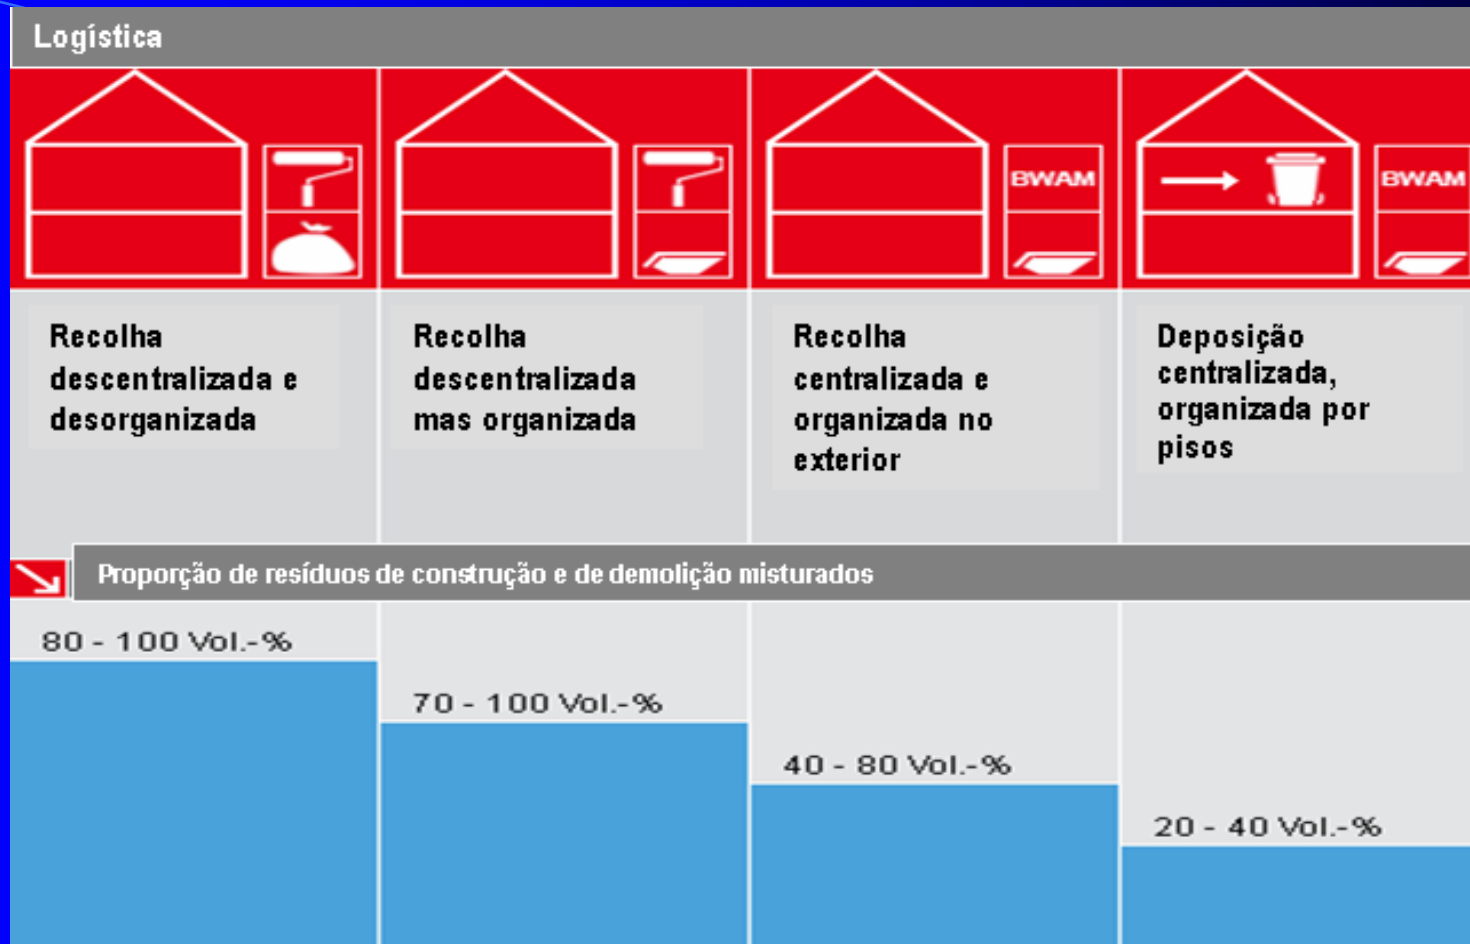 Logística
BWAM
BWAM
Recolha
descentralizada e
desorganizada
Recolha
descentralizada
mas organizada
Recolha
centralizada e
organizada no
exterior
Deposição
centralizada,
organizada por
pisos
Proporção de resíduos de construção e de demolição misturados
80 - 100 Vol.-%
70 - 100 Vol.-%
40 - 80 Vol.-%
20 - 40 Vol.-%